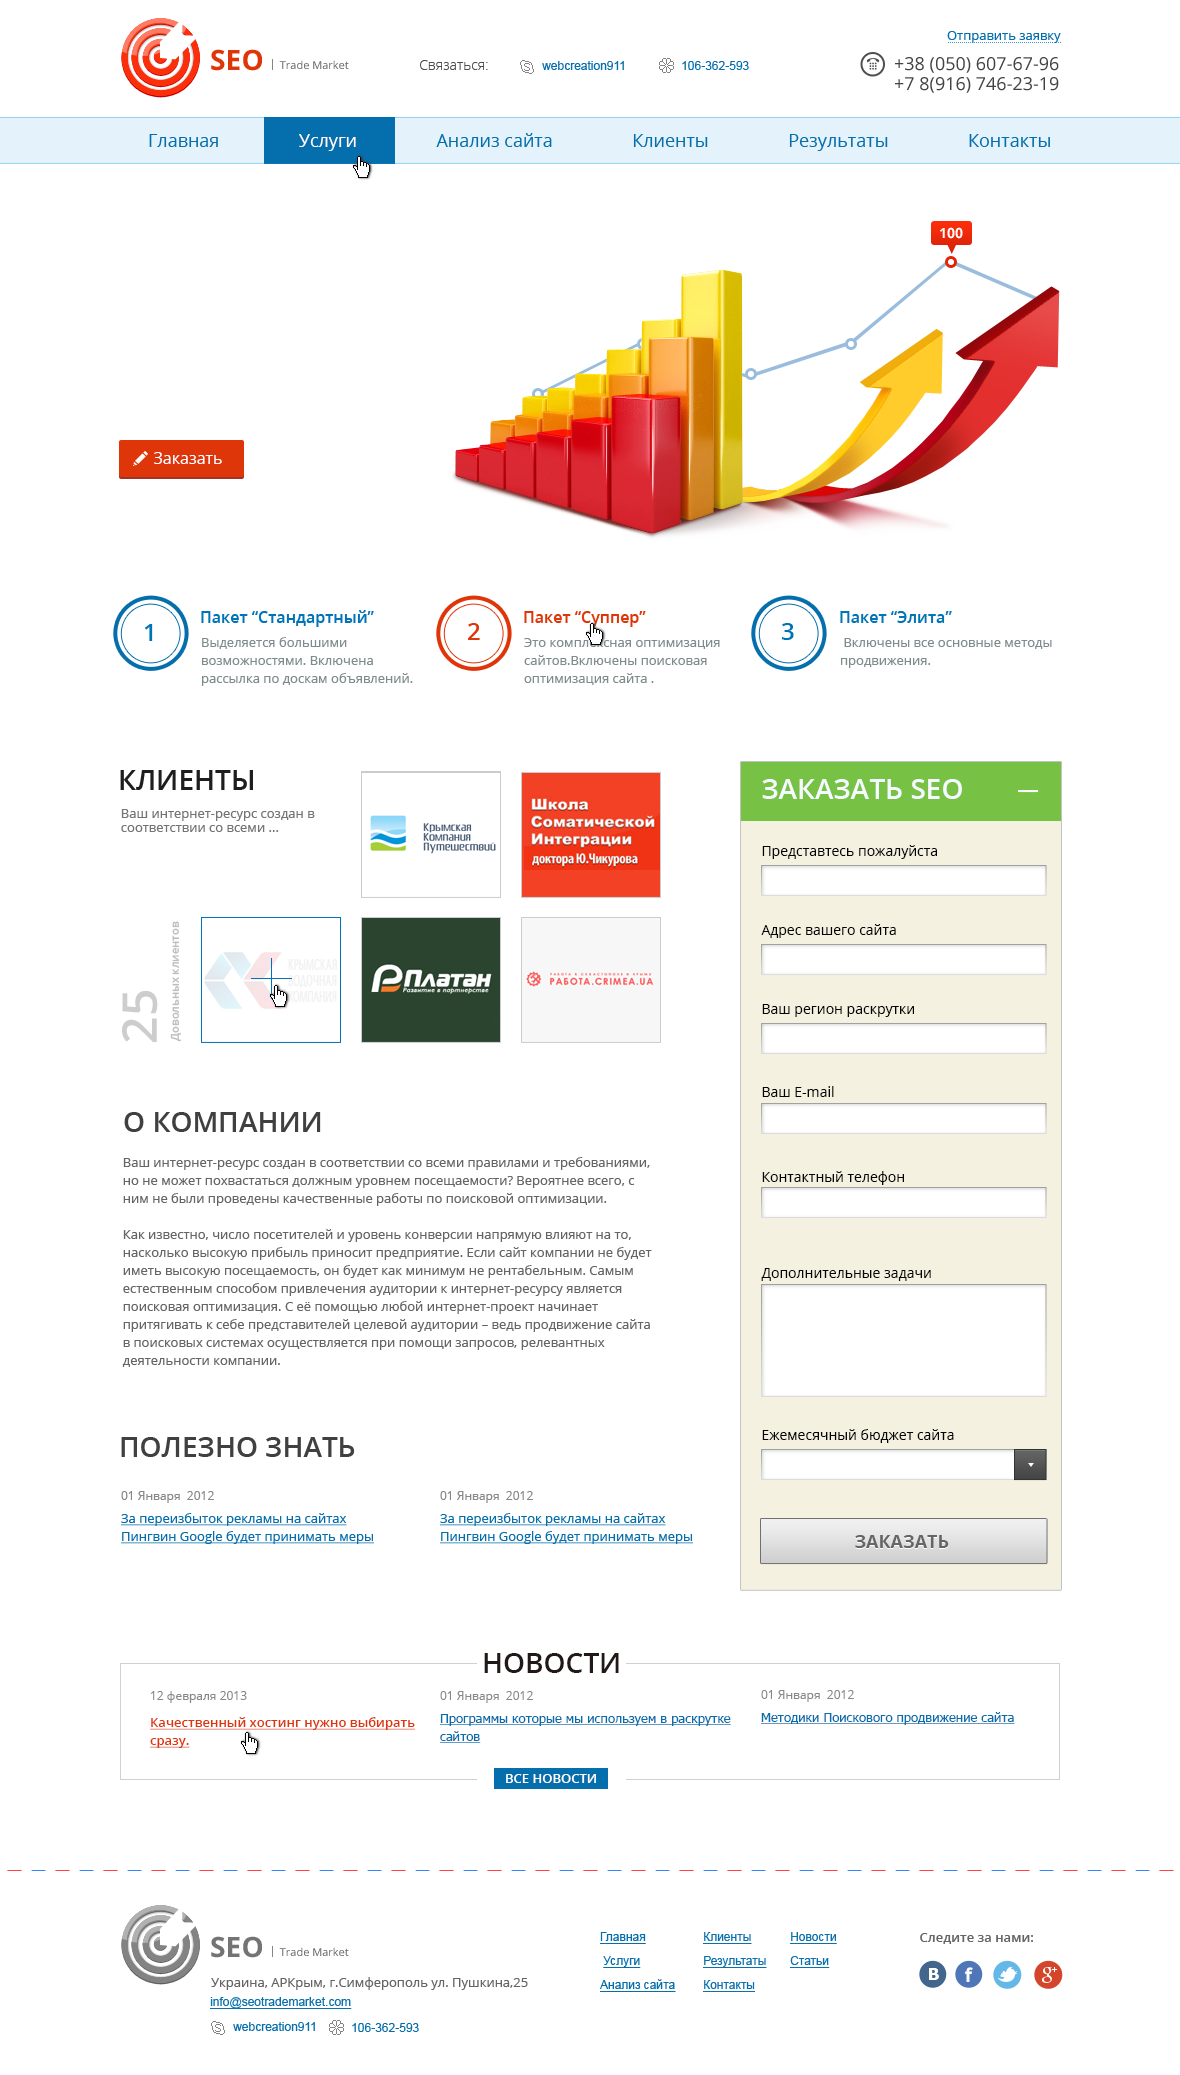 SEO | Trade Market
Связаться: webcreation911 106-362-593
Отправить заявку
+38 (050) 607-67-96
+7 8(916) 746-23-19
Главная Услуги Анализ сайта Клиенты Результаты Контакты
100
Заказать
1
Пакет “Стандартный”
Выделяется большими
возможностями. Включена
рассылка по доскам объявлений.
2
Пакет “Суппер”
Это комплексная оптимизация
сайтов.Включены поисковая
оптимизация сайта .
3
Пакет “Элита”
Включены все основные методы
продвижения.
КЛИЕНТЫ
Ваш интернет-ресурс создан в
соответствии со всеми ...
Крымская
Компания
Путешествий
Школа
Соматической
Интеграции
доктора Ю.Чикурова
25
Довольных клиентов
КРЫМСКАЯ
ВОДОЧНАЯ
КОМПАНИЯ
Платан
Развитие в партнерстве
РАБОТА В СЕВАСТОПОЛЕ И КРЫМУ
РАБОТА.CRIMEA.UA
О КОМПАНИИ
Ваш интернет-ресурс создан в соответствии со всеми правилами и требованиями,
но не может похвастаться должным уровнем посещаемости? Вероятнее всего, с
ним не были проведены качественные работы по поисковой оптимизации.
Как известно, число посетителей и уровень конверсии напрямую влияют на то,
насколько высокую прибыль приносит предприятие. Если сайт компании не будет
иметь высокую посещаемость, он будет как минимум не рентабельным. Самым
естественным способом привлечения аудитории к интернет-ресурсу является
поисковая оптимизация. С её помощью любой интернет-проект начинает
притягивать к себе представителей целевой аудитории – ведь продвижение сайта
в поисковых системах осуществляется при помощи запросов, релевантных
деятельности компании.
ПОЛЕЗНО ЗНАТЬ
01 Января 2012
За переизбыток рекламы на сайтах
Пингвин Google будет принимать меры
01 Января 2012
За переизбыток рекламы на сайтах
Пингвин Google будет принимать меры
ЗАКАЗАТЬ SEO
Представтесь пожалуйста
Адрес вашего сайта
Ваш регион раскрутки
Ваш E-mail
Контактный телефон
Дополнительные задачи
Ежемесячный бюджет сайта
ЗАКАЗАТЬ
НОВОСТИ
12 февраля 2013
Качественный хостинг нужно выбирать
сразу.
01 Января 2012
Программы которые мы используем в раскрутке
сайтов
01 Января 2012
Методики Поискового продвижение сайта
ВСЕ НОВОСТИ
SEO | Trade Market
Украина, АРКрым, г.Симферополь ул. Пушкина,25
info@seotrademarket.com
webcreation911 106-362-593
Главная Клиенты Новости
Услуги Результаты Статьи
Анализ сайта Контакты
Следите за нами:
B f g+